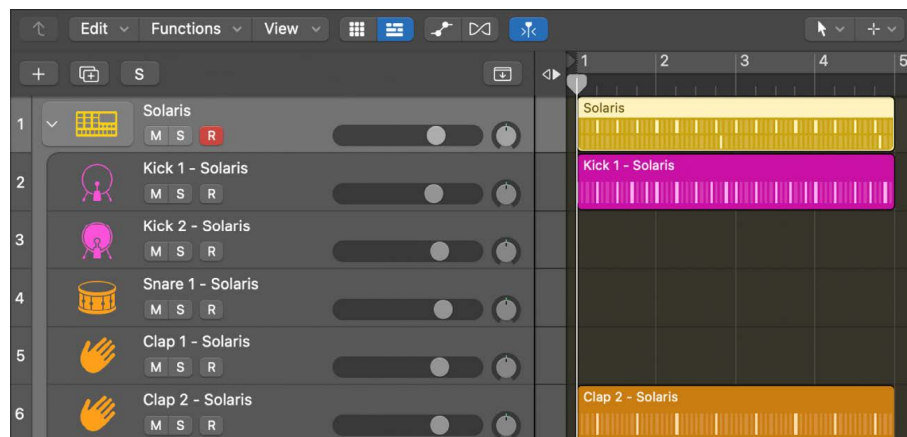 Edit Functions View
S
1 2 3 4 5
1 Solaris
M S R
Solaris
2 Kick 1 - Solaris
M S R
Kick 1 - Solaris
3 Kick 2 - Solaris
M S R
4 Snare 1 - Solaris
M S R
5 Clap 1 - Solaris
M S R
6 Clap 2 - Solaris
M S R
Clap 2 - Solaris